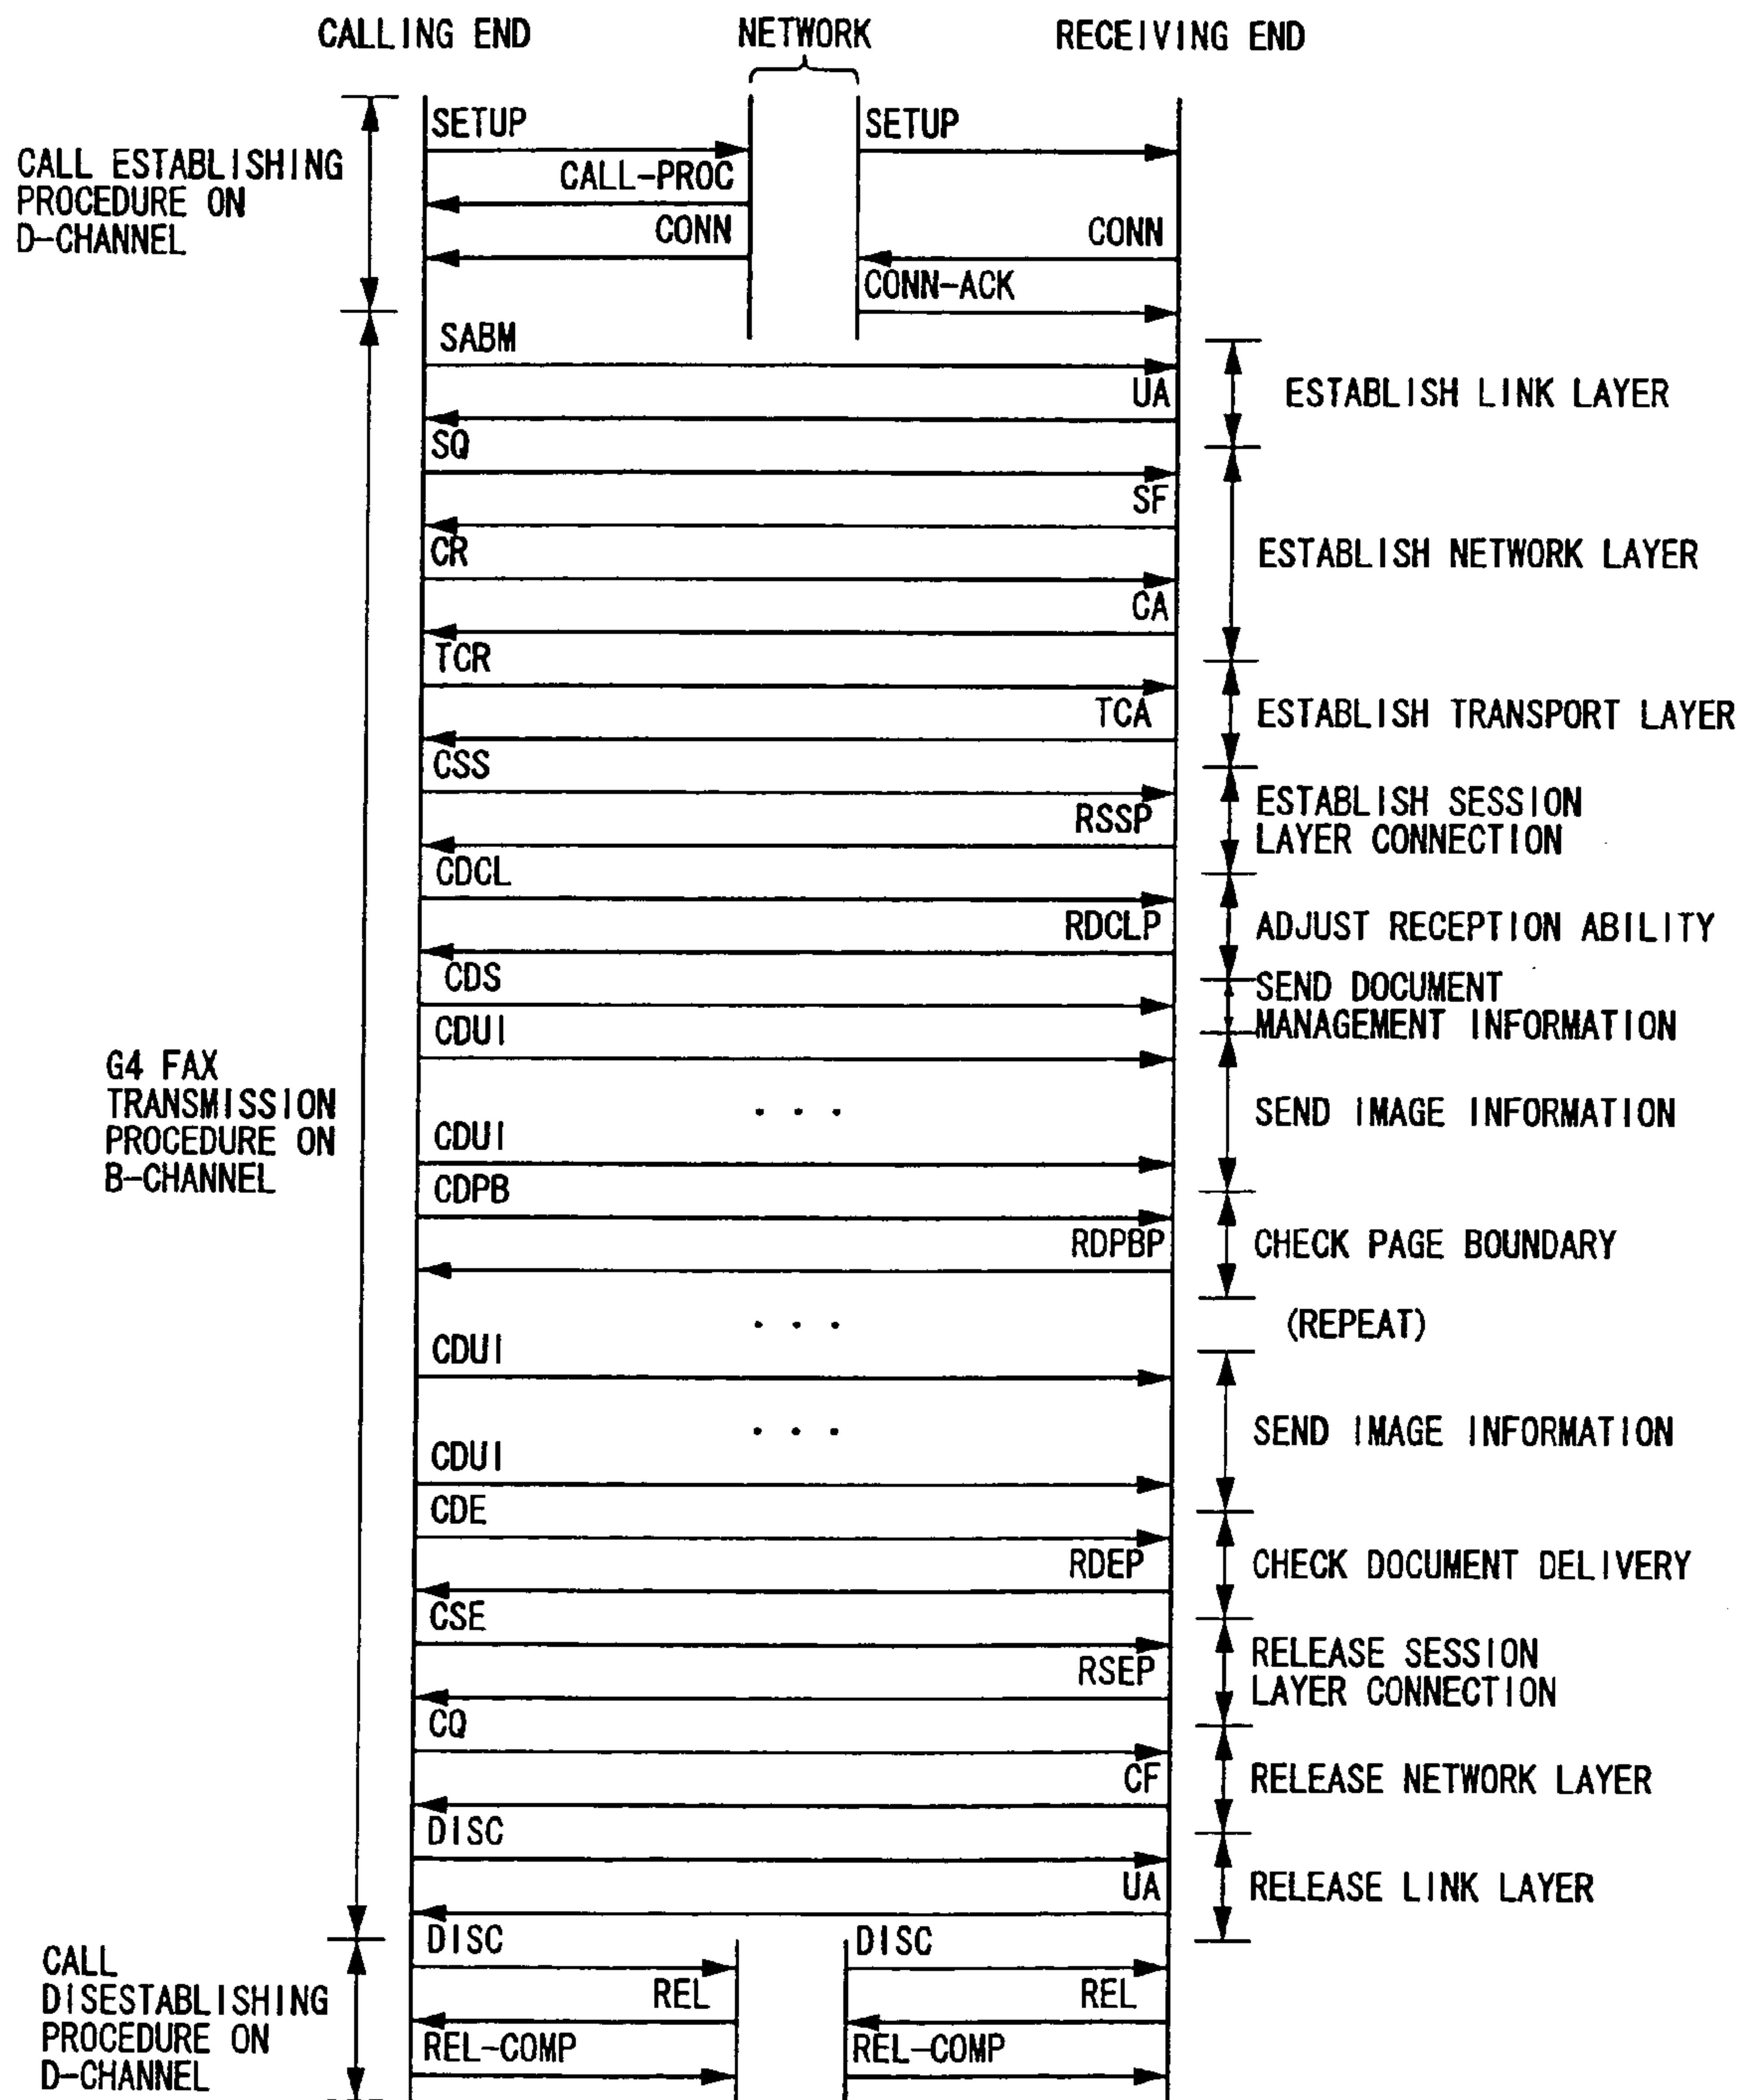 CALLING END
NETWORK
RECEIVING END
CALL ESTABLISHING
PROCEDURE ON
D-CHANNEL
SETUP
SETUP
CALL-PROC
CONN
CONN
CONN-ACK
SABM
UA
ESTABLISH LINK LAYER
SQ
SF
CR
ESTABLISH NETWORK LAYER
CA
TCR
TCA
ESTABLISH TRANSPORT LAYER
CSS
RSSP
ESTABLISH SESSION
LAYER CONNECTION
CDCL
RDCLP
ADJUST RECEPTION ABILITY
CDS
SEND DOCUMENT
MANAGEMENT INFORMATION
CDUI
G4 FAX
TRANSMISSION
PROCEDURE ON
B-CHANNEL
. . .
SEND IMAGE INFORMATION
CDUI
CDPB
RDPBP
CHECK PAGE BOUNDARY
. . .
(REPEAT)
CDUI
. . .
SEND IMAGE INFORMATION
CDUI
CDE
RDEP
CHECK DOCUMENT DELIVERY
CSE
RSEP
RELEASE SESSION
LAYER CONNECTION
CQ
CF
RELEASE NETWORK LAYER
DISC
UA
RELEASE LINK LAYER
CALL
DISESTABLISHING
PROCEDURE ON
D-CHANNEL
DISC
DISC
REL
REL
REL-COMP
REL-COMP